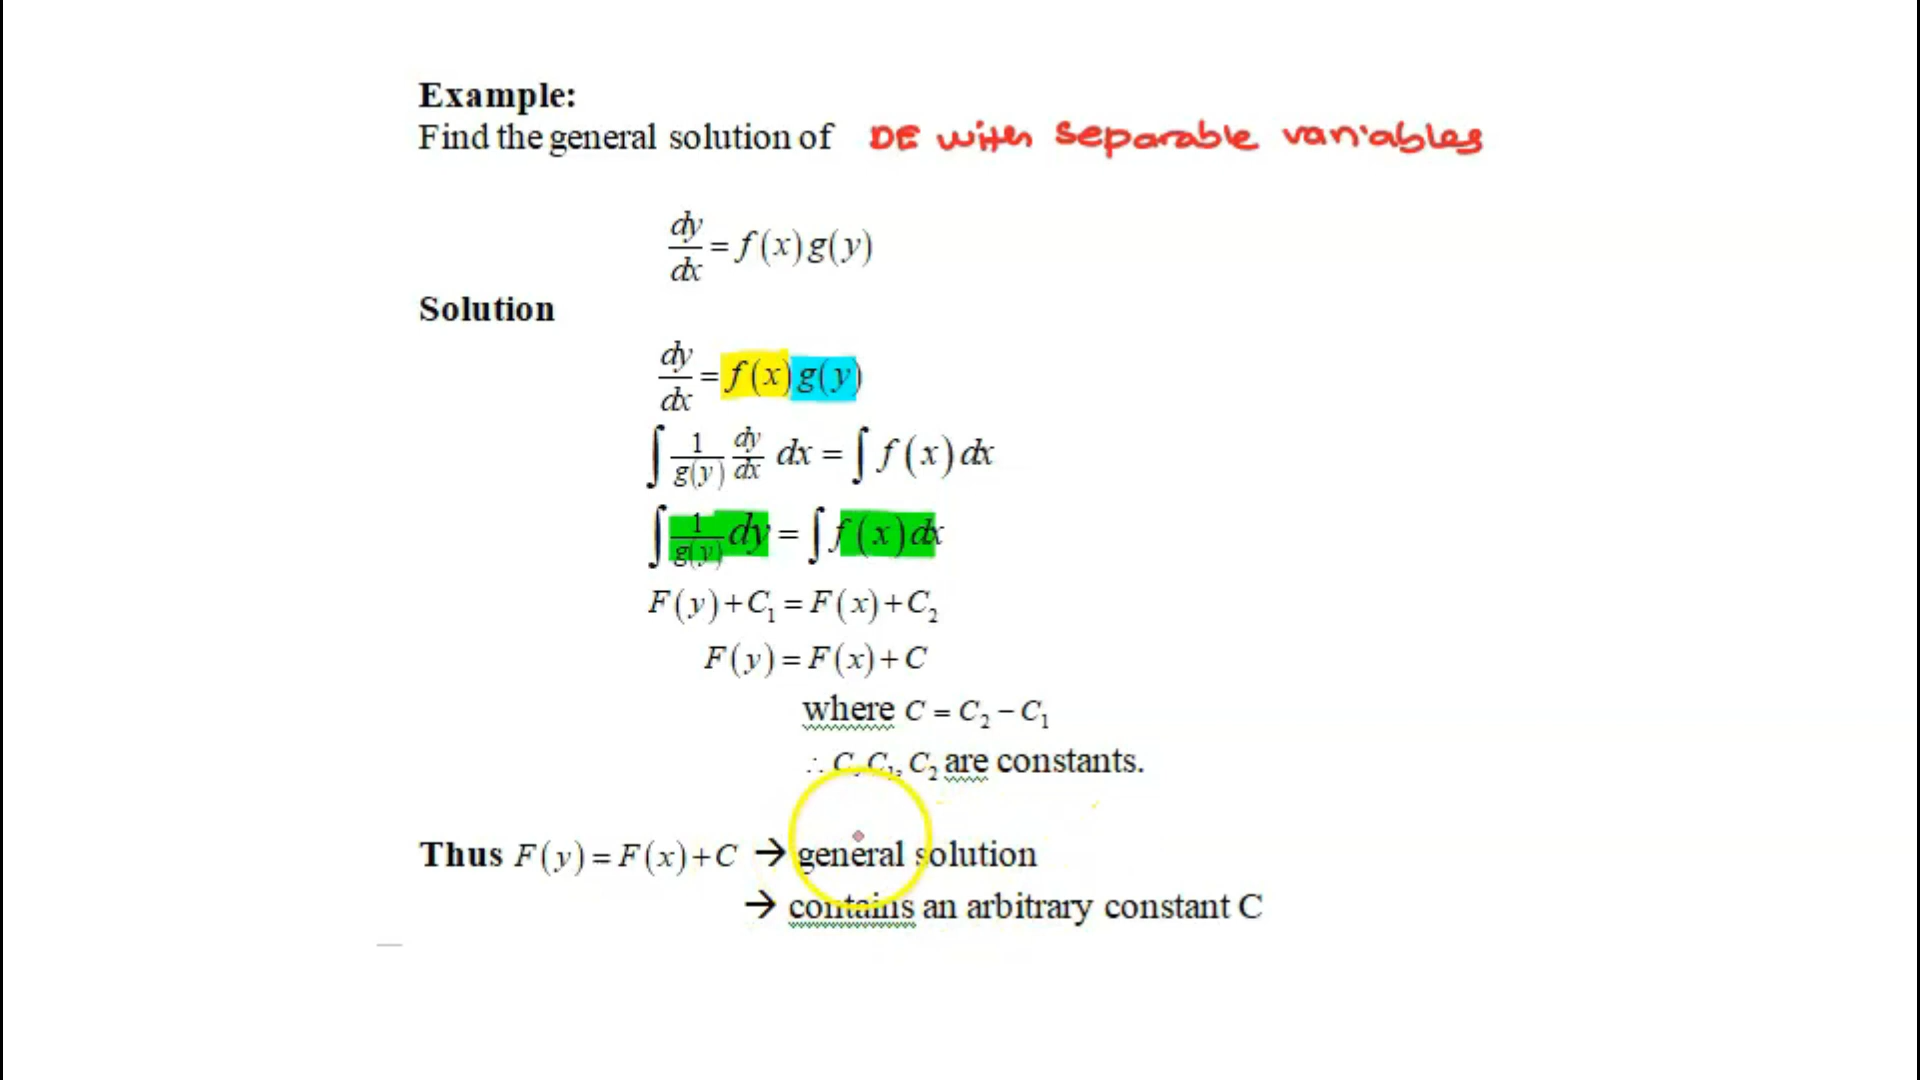 Example:
Find the general solution of DE with separable variables
dy/dx = f(x)g(y)
Solution
dy/dx = f(x)g(y)
∫ 1/g(y) dy/dx dx = ∫ f(x)dx
∫ 1/g(y) dy = ∫ f(x)dx
F(y)+C₁ = F(x)+C₂
F(y) = F(x)+C
where C = C₂ − C₁
∴ C, C₁, C₂ are constants.
Thus F(y) = F(x)+C → general solution
→ contains an arbitrary constant C